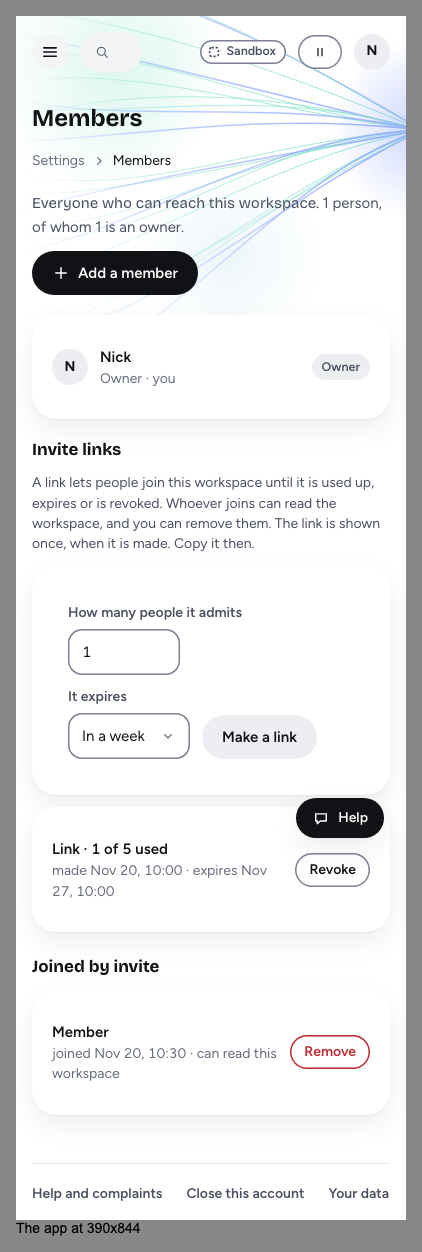 Sandbox
N
Members
Settings > Members
Everyone who can reach this workspace. 1 person,
of whom 1 is an owner.
+ Add a member
N
Nick
Owner · you
Owner
Invite links
A link lets people join this workspace until it is used up,
expires or is revoked. Whoever joins can read the
workspace, and you can remove them. The link is shown
once, when it is made. Copy it then.
How many people it admits
1
It expires
In a week
Make a link
Help
Link · 1 of 5 used
made Nov 20, 10:00 · expires Nov
27, 10:00
Revoke
Joined by invite
Member
joined Nov 20, 10:30 · can read this
workspace
Remove
Help and complaints
Close this account
Your data
The app at 390x844